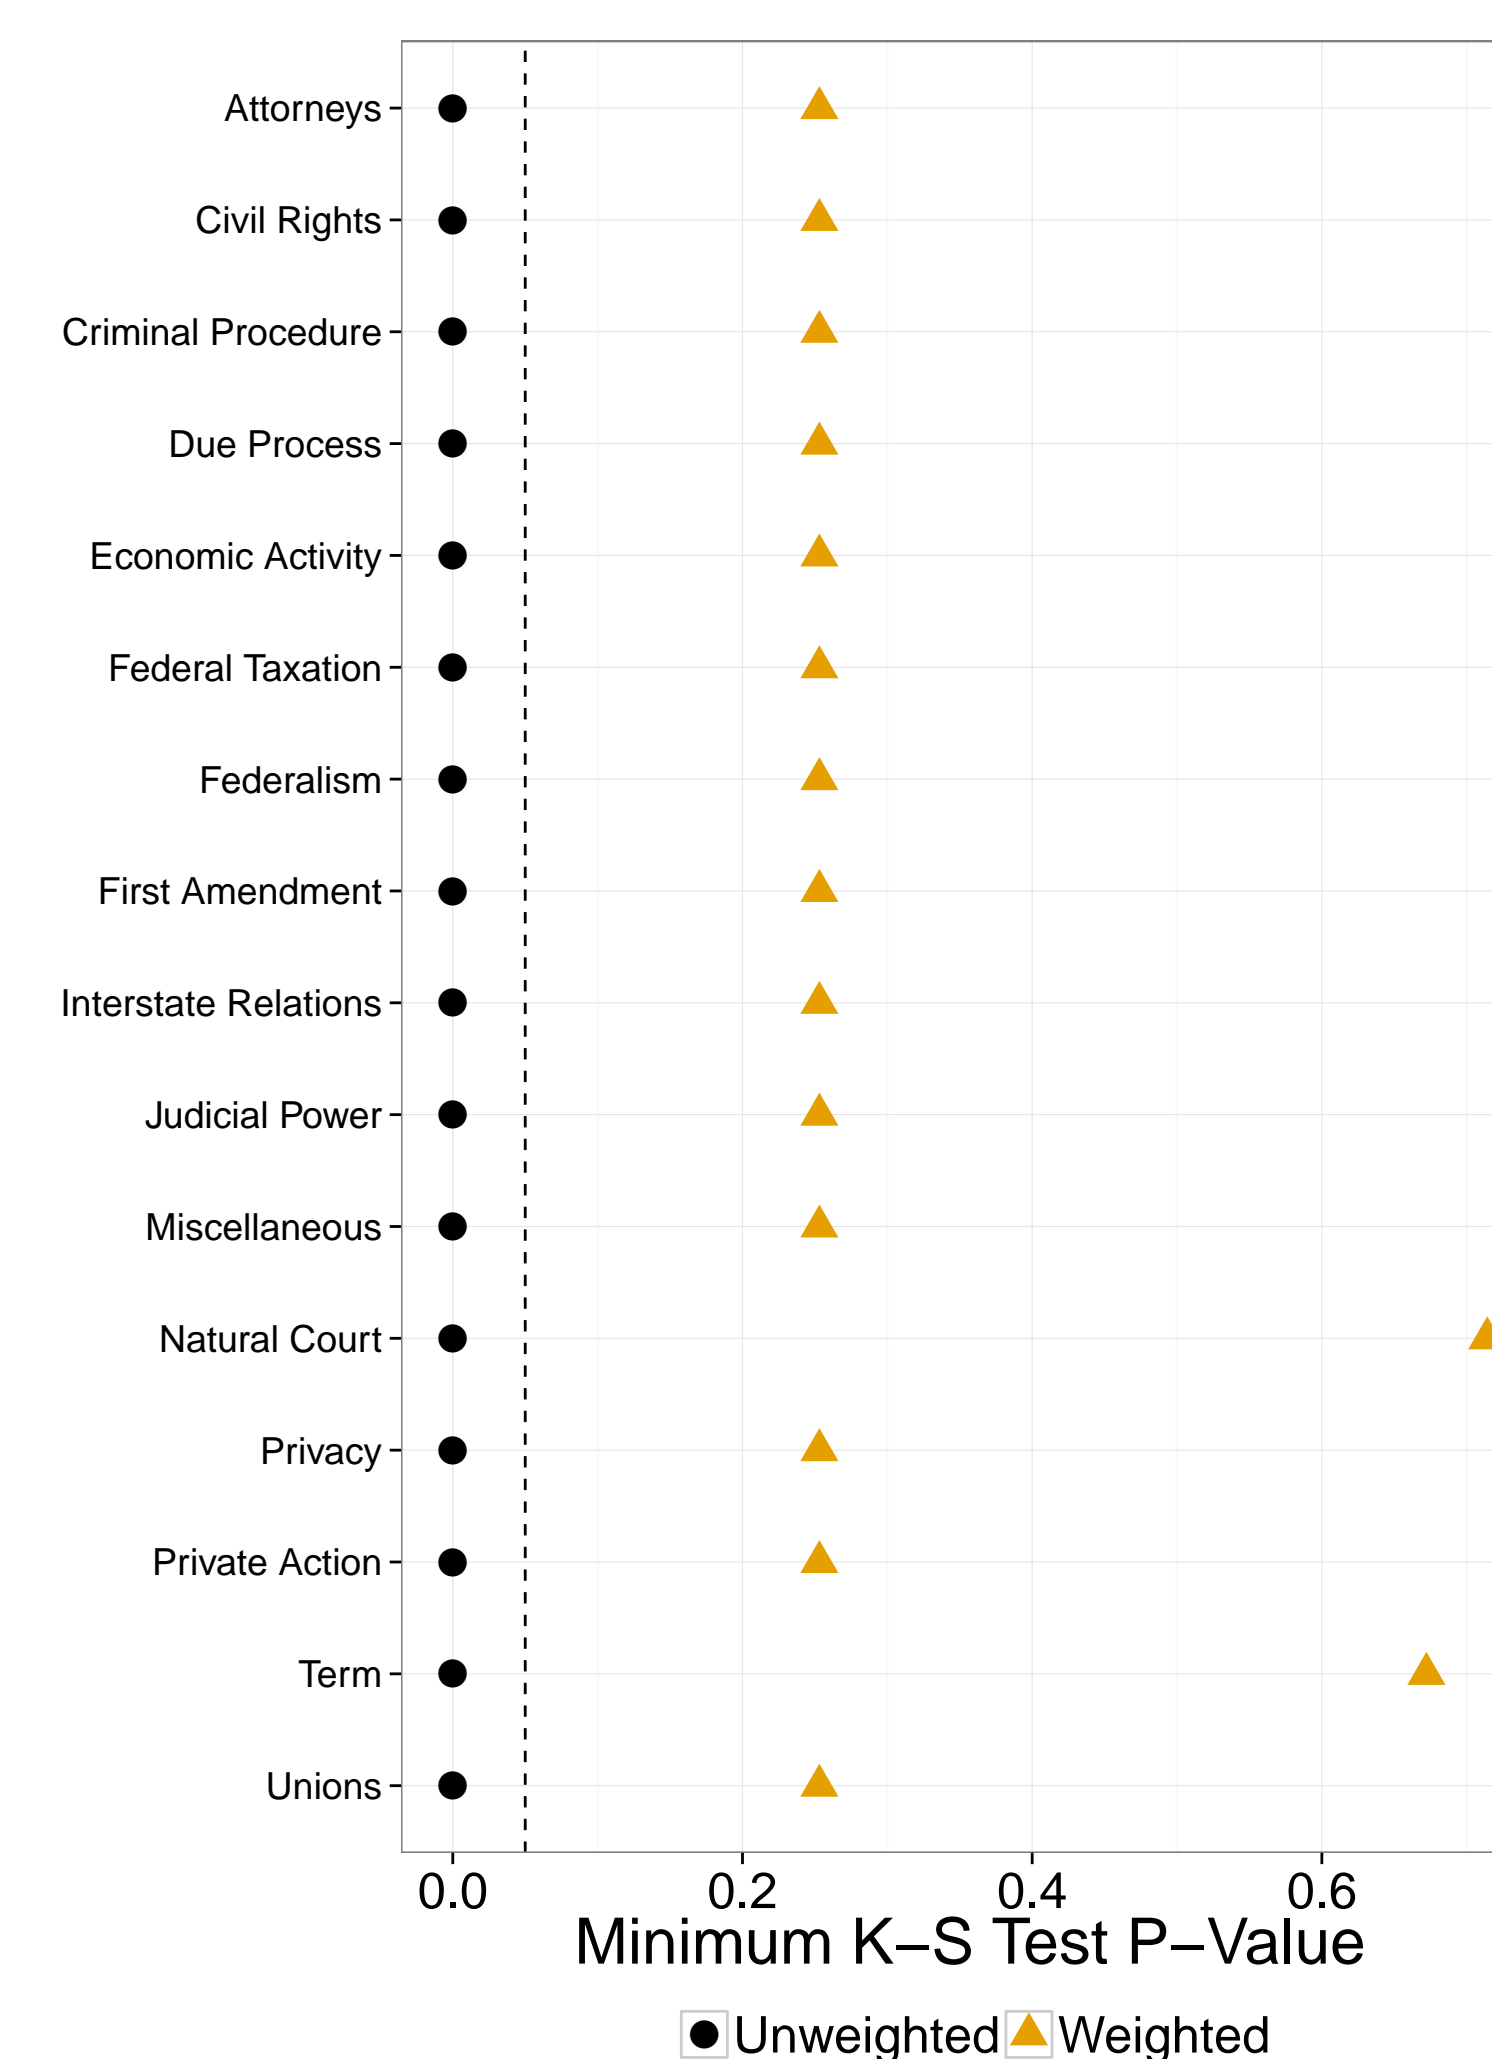 Attorneys
Civil Rights
Criminal Procedure
Due Process
Economic Activity
Federal Taxation
Federalism
First Amendment
Interstate Relations
Judicial Power
Miscellaneous
Natural Court
Privacy
Private Action
Term
Unions
0.0 0.2 0.4 0.6
Minimum K−S Test P−Value
Unweighted Weighted